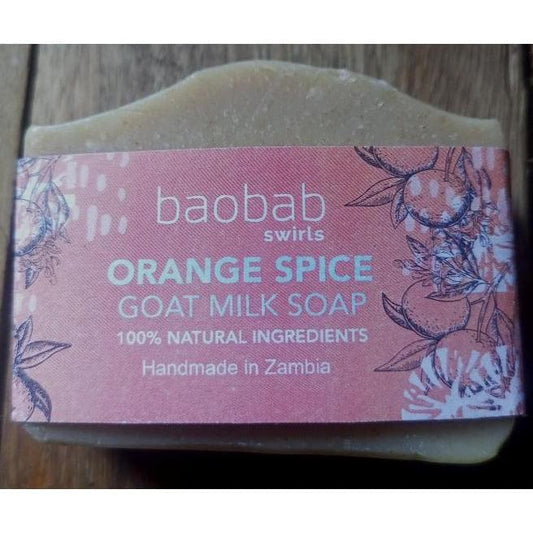 baobab
swirls
ORANGE SPICE
GOAT MILK SOAP
100% NATURAL INGREDIENTS
Handmade in Zambia